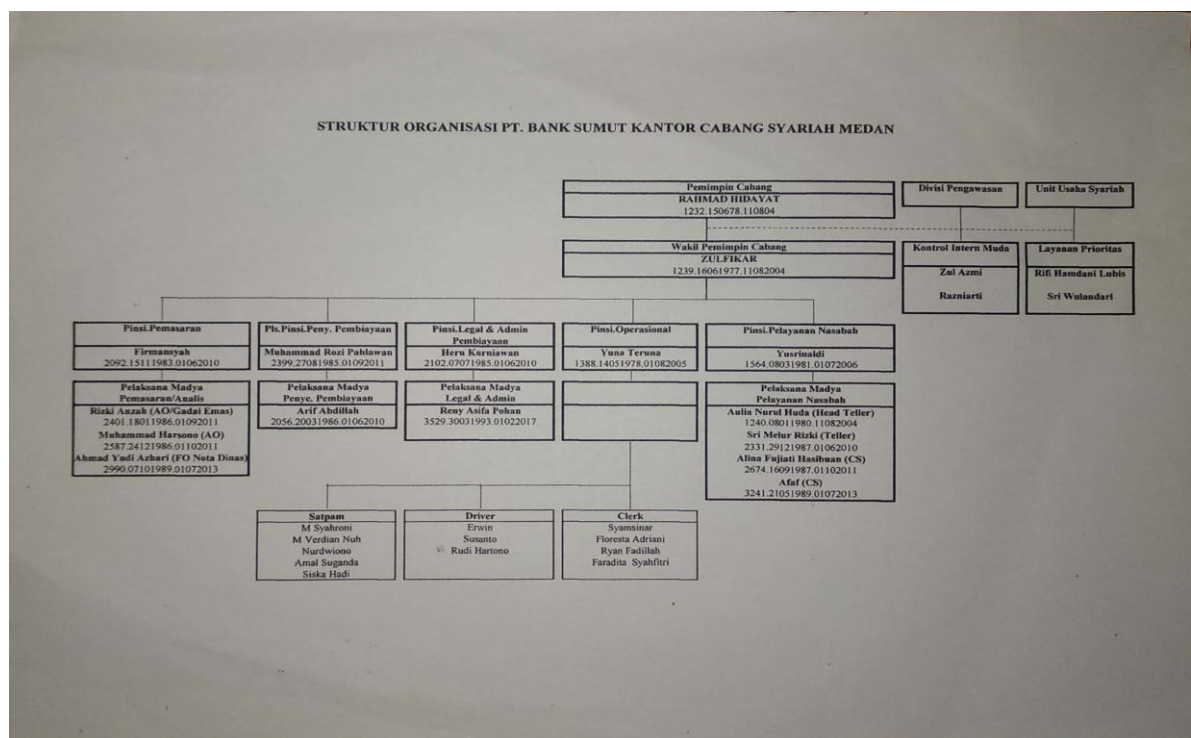 STRUKTUR ORGANISASI PT. BANK SUMUT KANTOR CABANG SYARIAH MEDAN
Pemimpin Cabang
RAHMAD HIDAYAT
1232.150678.110804
Divisi Pengawasan
Unit Usaha Syariah
Wakil Pemimpin Cabang
ZULFIKAR
1239.16061977.11082004
Kontrol Intern Muda
Zul Azmi
Razniarti
Layanan Prioritas
Rifi Hamdani Lubis
Sri Wulandari
Pinsi.Pemasaran
Firmansyah
2092.15111983.01062010
Pls.Pinsi.Peny. Pembiayaan
Muhammad Rozi Pahlawan
2399.27081985.01092011
Pinsi.Legal & Admin
Pembiayaan
Heru Kurniawan
2102.07071985.01062010
Pinsi.Operasional
Yuna Teruna
1388.14051978.01082005
Pinsi.Pelayanan Nasabah
Yusrinaldi
1564.08031981.01072006
Pelaksana Madya
Pemasaran/Analis
Rizki Anzah (AO/Gadai Emas)
2401.18011986.01092011
Muhammad Harsono (AO)
2587.24121986.01102011
Ahmad Yudi Azhari (FO Nota Dinas)
2990.07101989.01072013
Pelaksana Madya
Penye. Pembiayaan
Arif Abdillah
2056.20031986.01062010
Pelaksana Madya
Legal & Admin
Reny Asifa Pohan
3529.30031993.01022017
Pelaksana Madya
Pelayanan Nasabah
Aulia Nurul Huda (Head Teller)
1240.08011980.11082004
Sri Melur Rizki (Teller)
2331.29121987.01062010
Alina Fujiati Hasibuan (CS)
2674.16091987.01102011
Afaf (CS)
3241.21051989.01072013
Satpam
M Syahroni
M Verdian Nuh
Nurdwiono
Amal Suganda
Siska Hadi
Driver
Erwin
Susanto
Rudi Hartono
Clerk
Syamsinar
Floresta Adriani
Ryan Fadillah
Faradita Syahfitri